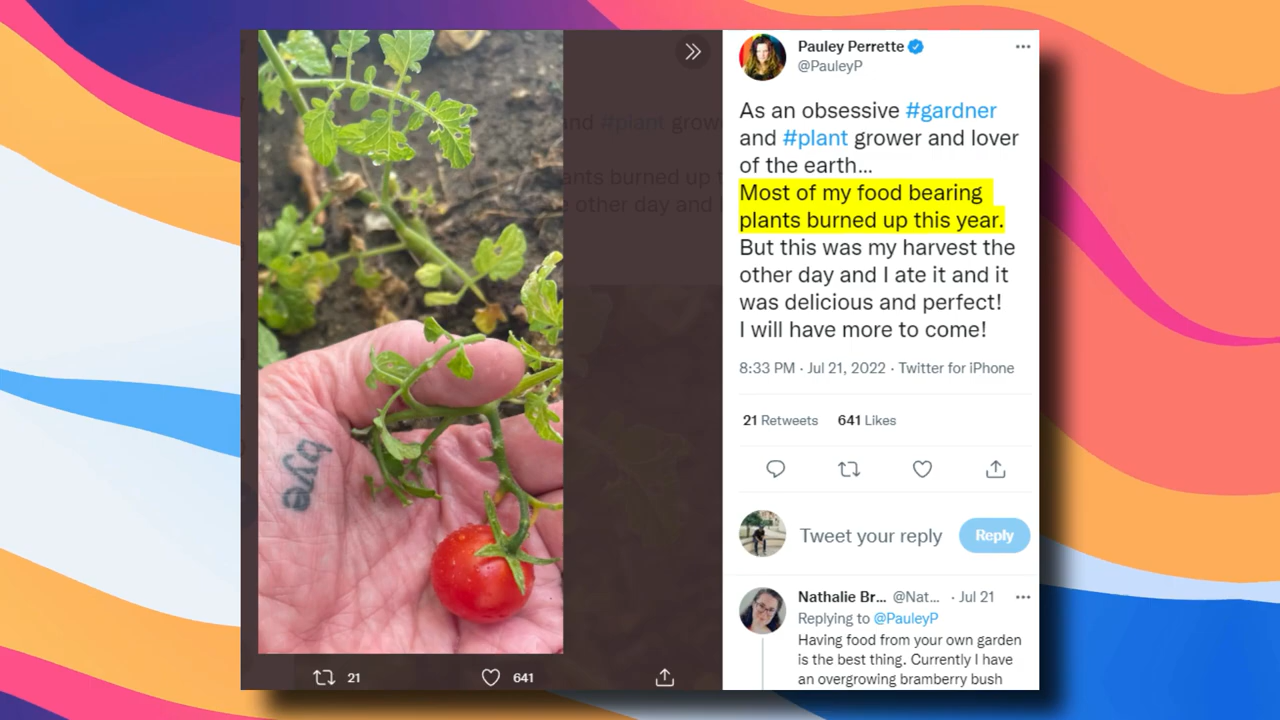 bye
21
641
Pauley Perrette
@PauleyP
As an obsessive #gardner
and #plant grower and lover
of the earth...
Most of my food bearing
plants burned up this year.
But this was my harvest the
other day and I ate it and it
was delicious and perfect!
I will have more to come!
8:33 PM · Jul 21, 2022 · Twitter for iPhone
21 Retweets 641 Likes
Tweet your reply Reply
Nathalie Br... @Nat... · Jul 21
Replying to @PauleyP
Having food from your own garden
is the best thing. Currently I have
an overgrowing bramberry bush